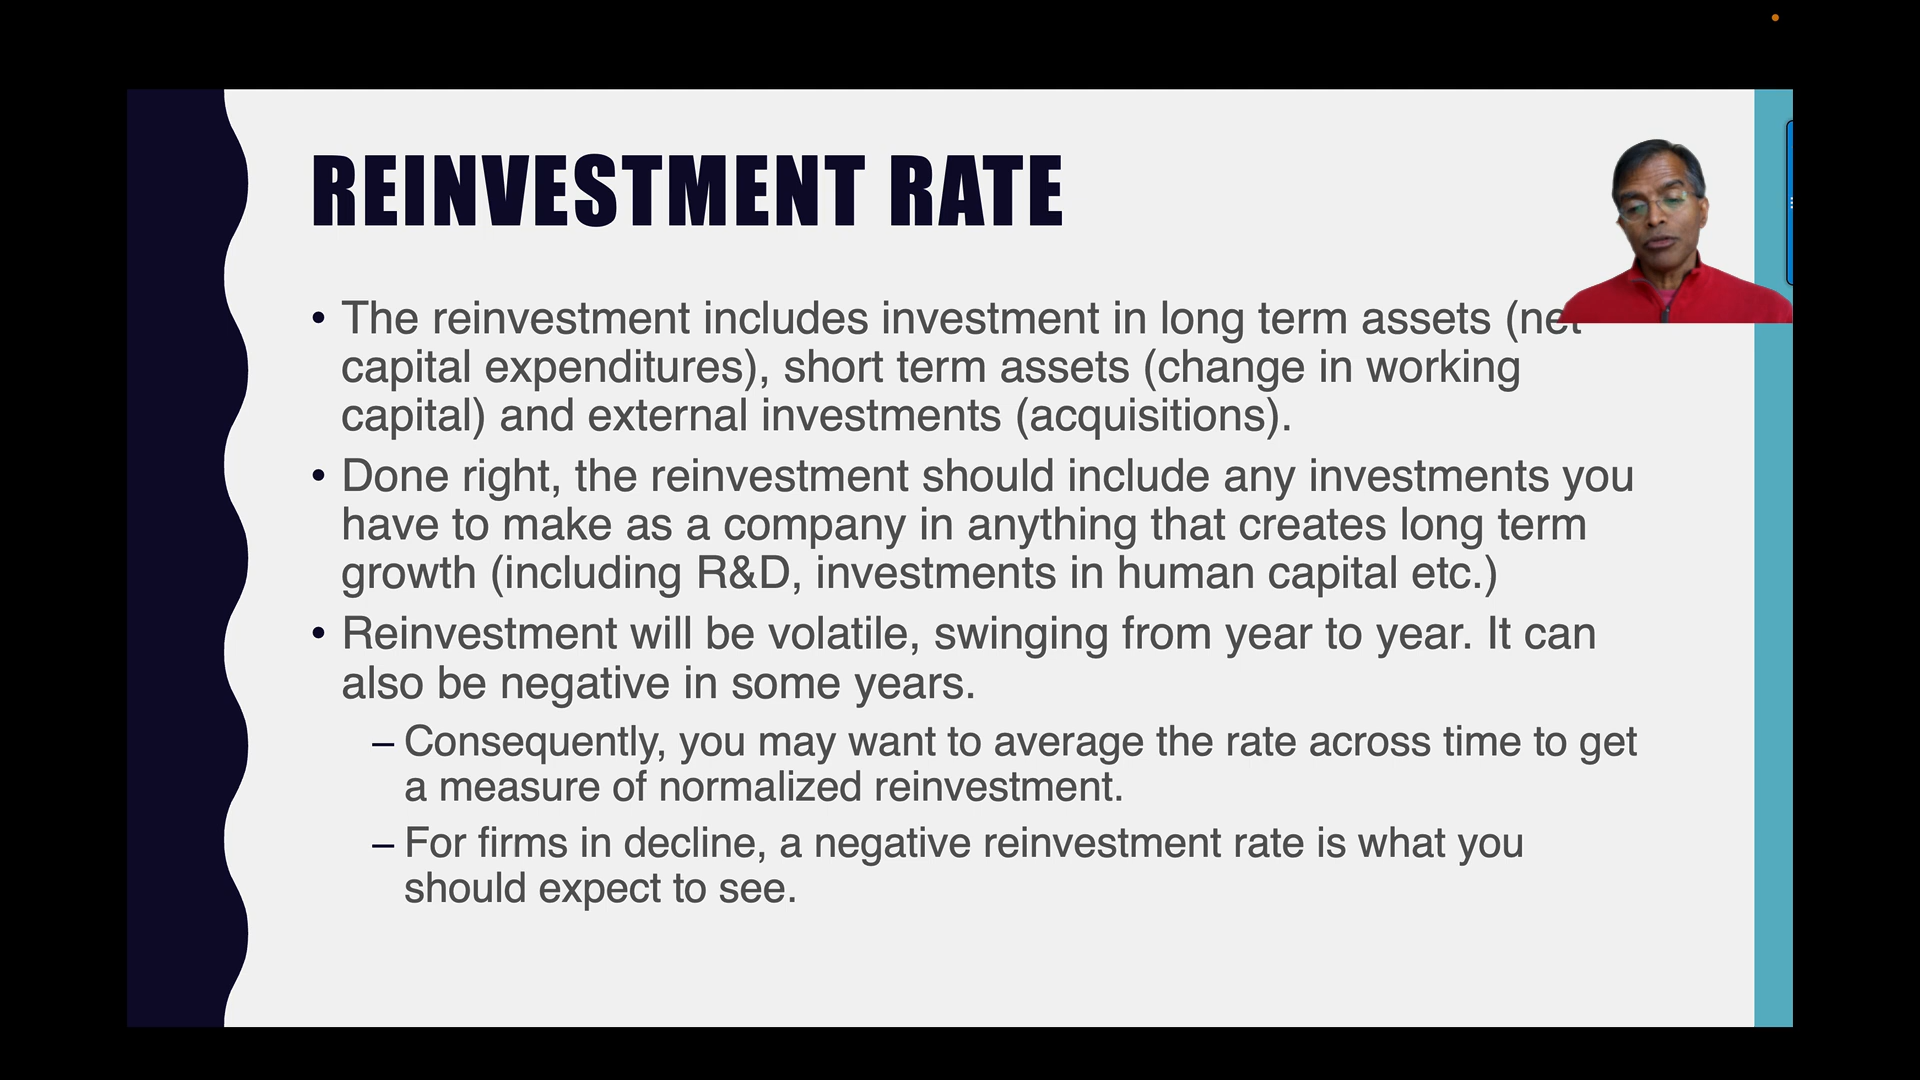 REINVESTMENT RATE
• The reinvestment includes investment in long term assets (net
capital expenditures), short term assets (change in working
capital) and external investments (acquisitions).
• Done right, the reinvestment should include any investments you
have to make as a company in anything that creates long term
growth (including R&D, investments in human capital etc.)
• Reinvestment will be volatile, swinging from year to year. It can
also be negative in some years.
– Consequently, you may want to average the rate across time to get
a measure of normalized reinvestment.
– For firms in decline, a negative reinvestment rate is what you
should expect to see.